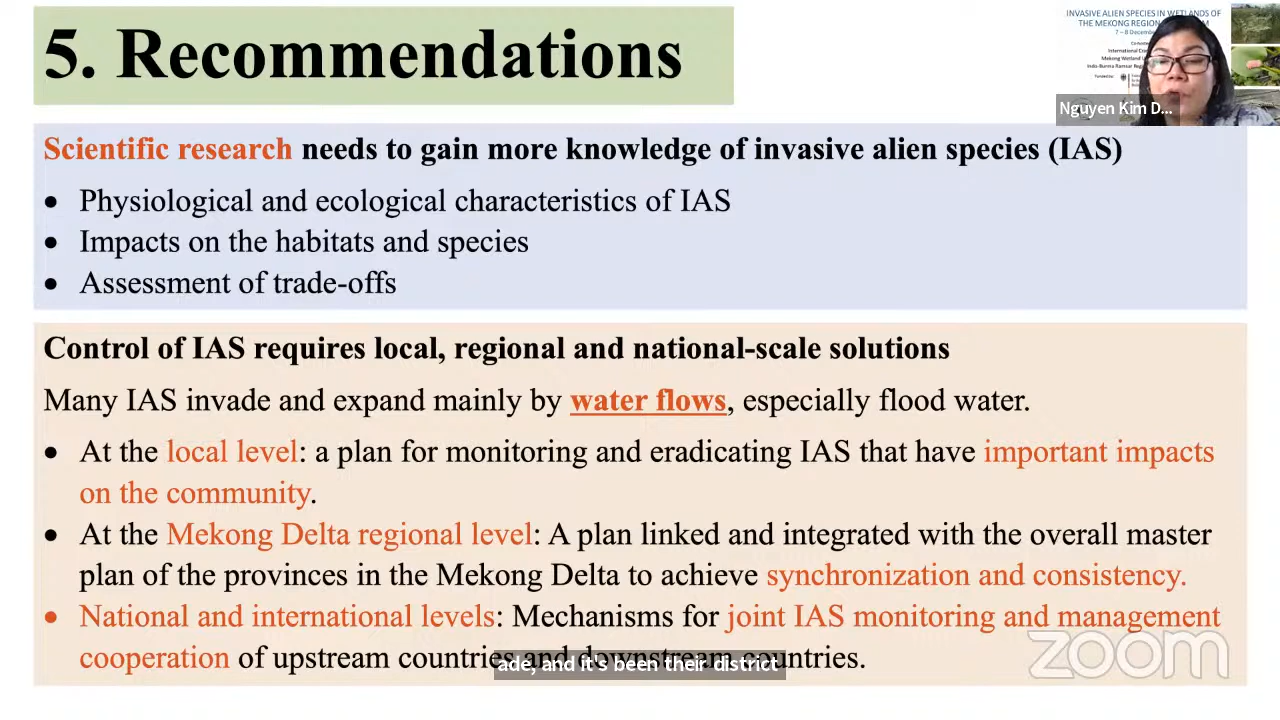 5. Recommendations
INVASIVE ALIEN SPECIES IN WETLANDS OF
THE MEKONG REGION
7 – 8 Decem
Nguyen Kim D...
Scientific research needs to gain more knowledge of invasive alien species (IAS)
• Physiological and ecological characteristics of IAS
• Impacts on the habitats and species
• Assessment of trade-offs
Control of IAS requires local, regional and national-scale solutions
Many IAS invade and expand mainly by water flows, especially flood water.
• At the local level: a plan for monitoring and eradicating IAS that have important impacts
on the community.
• At the Mekong Delta regional level: A plan linked and integrated with the overall master
plan of the provinces in the Mekong Delta to achieve synchronization and consistency.
• National and international levels: Mechanisms for joint IAS monitoring and management
cooperation of upstream countries and downstream countries.
ade, and it's been their district
zoom